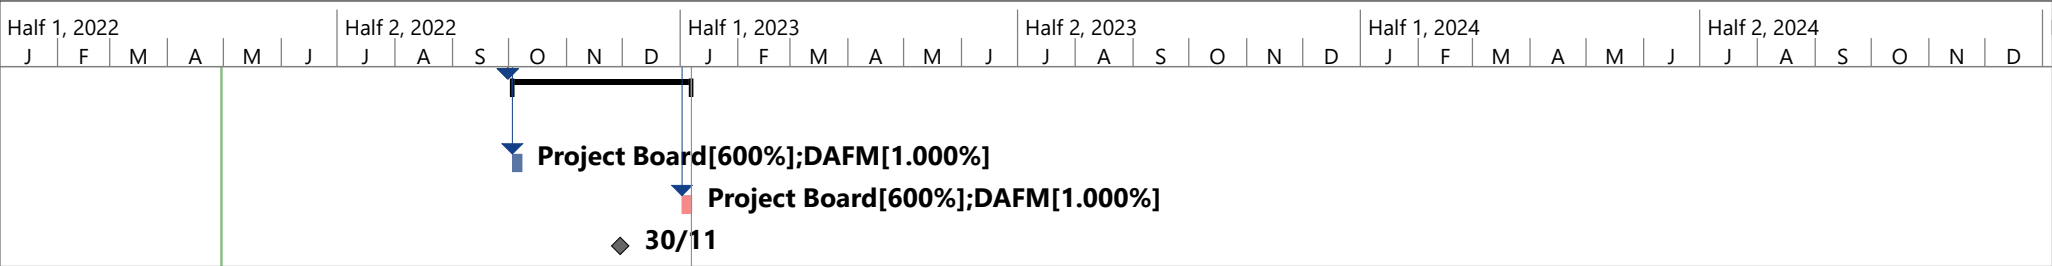 Half 1, 2022 Half 2, 2022 Half 1, 2023 Half 2, 2023 Half 1, 2024 Half 2, 2024
J F M A M J J A S O N D J F M A M J J A S O N D J F M A M J J A S O N D
Project Board[600%];DAFM[1.000%]
Project Board[600%];DAFM[1.000%]
30/11